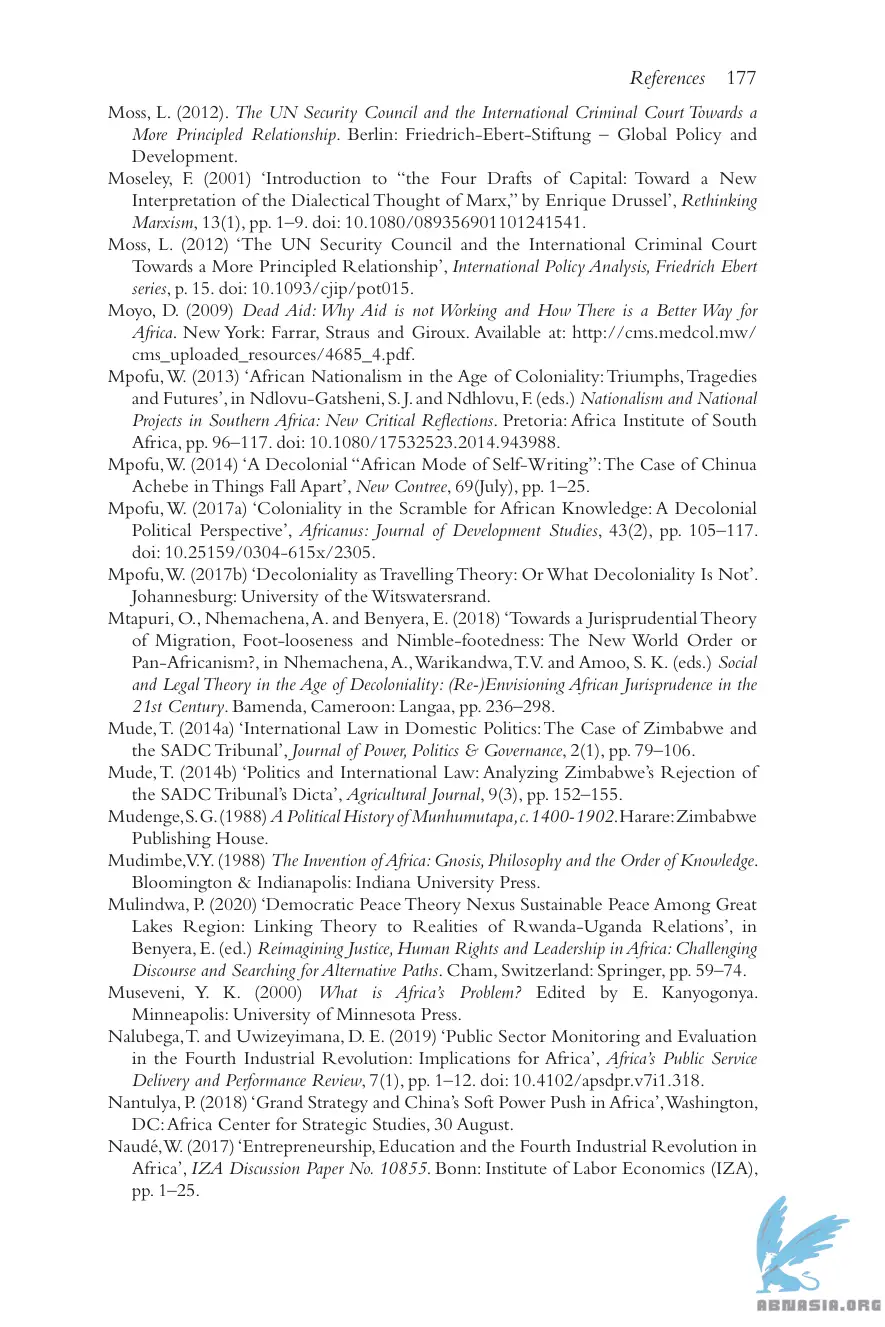 References 177
Moss, L. (2012). The UN Security Council and the International Criminal Court Towards a
More Principled Relationship. Berlin: Friedrich-Ebert-Stiftung – Global Policy and
Development.
Moseley, F. (2001) ‘Introduction to “the Four Drafts of Capital: Toward a New
Interpretation of the Dialectical Thought of Marx,” by Enrique Drussel’, Rethinking
Marxism, 13(1), pp. 1–9. doi: 10.1080/089356901101241541.
Moss, L. (2012) ‘The UN Security Council and the International Criminal Court
Towards a More Principled Relationship’, International Policy Analysis, Friedrich Ebert
series, p. 15. doi: 10.1093/cjip/pot015.
Moyo, D. (2009) Dead Aid: Why Aid is not Working and How There is a Better Way for
Africa. New York: Farrar, Straus and Giroux. Available at: http://cms.medcol.mw/
cms_uploaded_resources/4685_4.pdf.
Mpofu, W. (2013) ‘African Nationalism in the Age of Coloniality: Triumphs, Tragedies
and Futures’, in Ndlovu-Gatsheni, S. J. and Ndhlovu, F. (eds.) Nationalism and National
Projects in Southern Africa: New Critical Reflections. Pretoria: Africa Institute of South
Africa, pp. 96–117. doi: 10.1080/17532523.2014.943988.
Mpofu, W. (2014) ‘A Decolonial “African Mode of Self-Writing”: The Case of Chinua
Achebe in Things Fall Apart’, New Contree, 69(July), pp. 1–25.
Mpofu, W. (2017a) ‘Coloniality in the Scramble for African Knowledge: A Decolonial
Political Perspective’, Africanus: Journal of Development Studies, 43(2), pp. 105–117.
doi: 10.25159/0304-615x/2305.
Mpofu, W. (2017b) ‘Decoloniality as Travelling Theory: Or What Decoloniality Is Not’.
Johannesburg: University of the Witswatersrand.
Mtapuri, O., Nhemachena, A. and Benyera, E. (2018) ‘Towards a Jurisprudential Theory
of Migration, Foot-looseness and Nimble-footedness: The New World Order or
Pan-Africanism?, in Nhemachena, A., Warikandwa, T.V. and Amoo, S. K. (eds.) Social
and Legal Theory in the Age of Decoloniality: (Re-)Envisioning African Jurisprudence in the
21st Century. Bamenda, Cameroon: Langaa, pp. 236–298.
Mude, T. (2014a) ‘International Law in Domestic Politics: The Case of Zimbabwe and
the SADC Tribunal’, Journal of Power, Politics & Governance, 2(1), pp. 79–106.
Mude, T. (2014b) ‘Politics and International Law: Analyzing Zimbabwe’s Rejection of
the SADC Tribunal’s Dicta’, Agricultural Journal, 9(3), pp. 152–155.
Mudenge, S. G. (1988) A Political History of Munhumutapa, c.1400-1902. Harare: Zimbabwe
Publishing House.
Mudimbe, V.Y. (1988) The Invention of Africa: Gnosis, Philosophy and the Order of Knowledge.
Bloomington & Indianapolis: Indiana University Press.
Mulindwa, P. (2020) ‘Democratic Peace Theory Nexus Sustainable Peace Among Great
Lakes Region: Linking Theory to Realities of Rwanda-Uganda Relations’, in
Benyera, E. (ed.) Reimagining Justice, Human Rights and Leadership in Africa: Challenging
Discourse and Searching for Alternative Paths. Cham, Switzerland: Springer, pp. 59–74.
Museveni, Y. K. (2000) What is Africa’s Problem? Edited by E. Kanyogonya.
Minneapolis: University of Minnesota Press.
Nalubega, T. and Uwizeyimana, D. E. (2019) ‘Public Sector Monitoring and Evaluation
in the Fourth Industrial Revolution: Implications for Africa’, Africa’s Public Service
Delivery and Performance Review, 7(1), pp. 1–12. doi: 10.4102/apsdpr.v7i1.318.
Nantulya, P. (2018) ‘Grand Strategy and China’s Soft Power Push in Africa’, Washington,
DC: Africa Center for Strategic Studies, 30 August.
Naudé, W. (2017) ‘Entrepreneurship, Education and the Fourth Industrial Revolution in
Africa’, IZA Discussion Paper No. 10855. Bonn: Institute of Labor Economics (IZA),
pp. 1–25.
ABNASIA.ORG